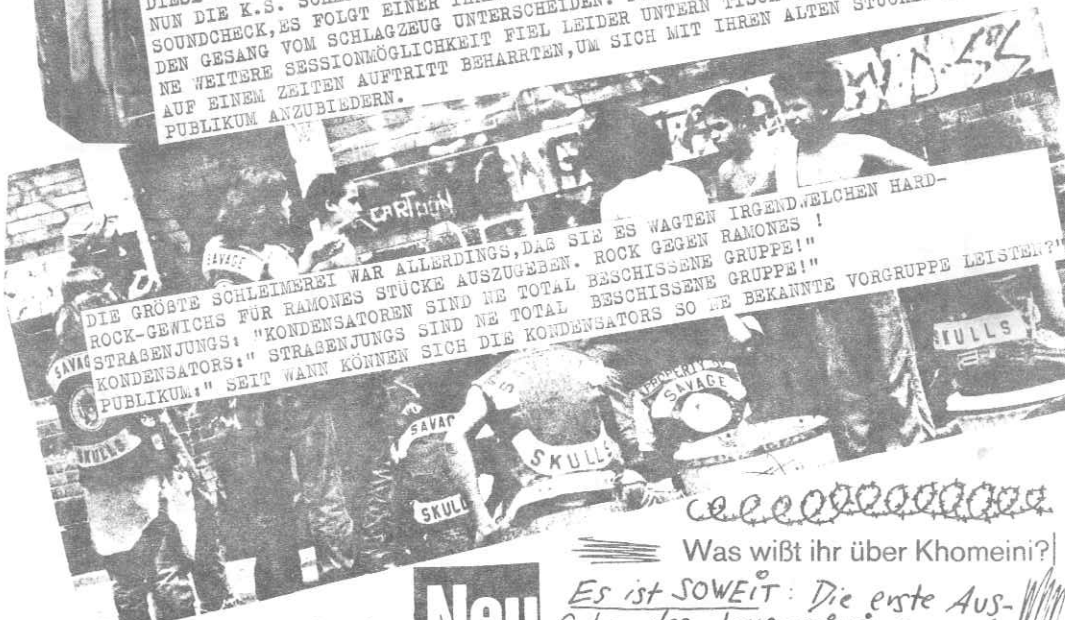 NUN DIE K.S.
SOUNDCHECK,ES FOLGT EINER
DEN GESANG VOM SCHLAGZEUG UNTERSCHEIDEN.
NE WEITERE SESSIONMÖGLICHKEIT FIEL LEIDER UNTERN
AUF EINEM ZEITEN AUFTRITT BEHARRTEN,UM SICH MIT IHREN ALTEN
PUBLIKUM ANZUBIEDERN.
CARTOON
SAVAGE
DIE GRÖßTE SCHLEIMEREI WAR ALLERDINGS,DAß SIE ES WAGTEN IRGENDWELCHEN HARD-
ROCK-GEWICHS FÜR RAMONES STÜCKE AUSZUGEBEN. ROCK GEGEN RAMONES !
STRAßENJUNGS: "KONDENSATOREN SIND NE TOTAL BESCHISSENE GRUPPE!"
KONDENSATORS:" STRAßENJUNGS SIND NE TOTAL BESCHISSENE GRUPPE!"
PUBLIKUM:" SEIT WANN KÖNNEN SICH DIE KONDENSATORS SO NE BEKANNTE VORGRUPPE LEISTEN?"
SAVAG
SKULLS
SKULLS
SAVAG
SKULLS
SKULL
PROPERTY OF
SAVAGE
Was wißt ihr über Khomeini?
Neu
Es ist SOWEIT: Die erste Aus-